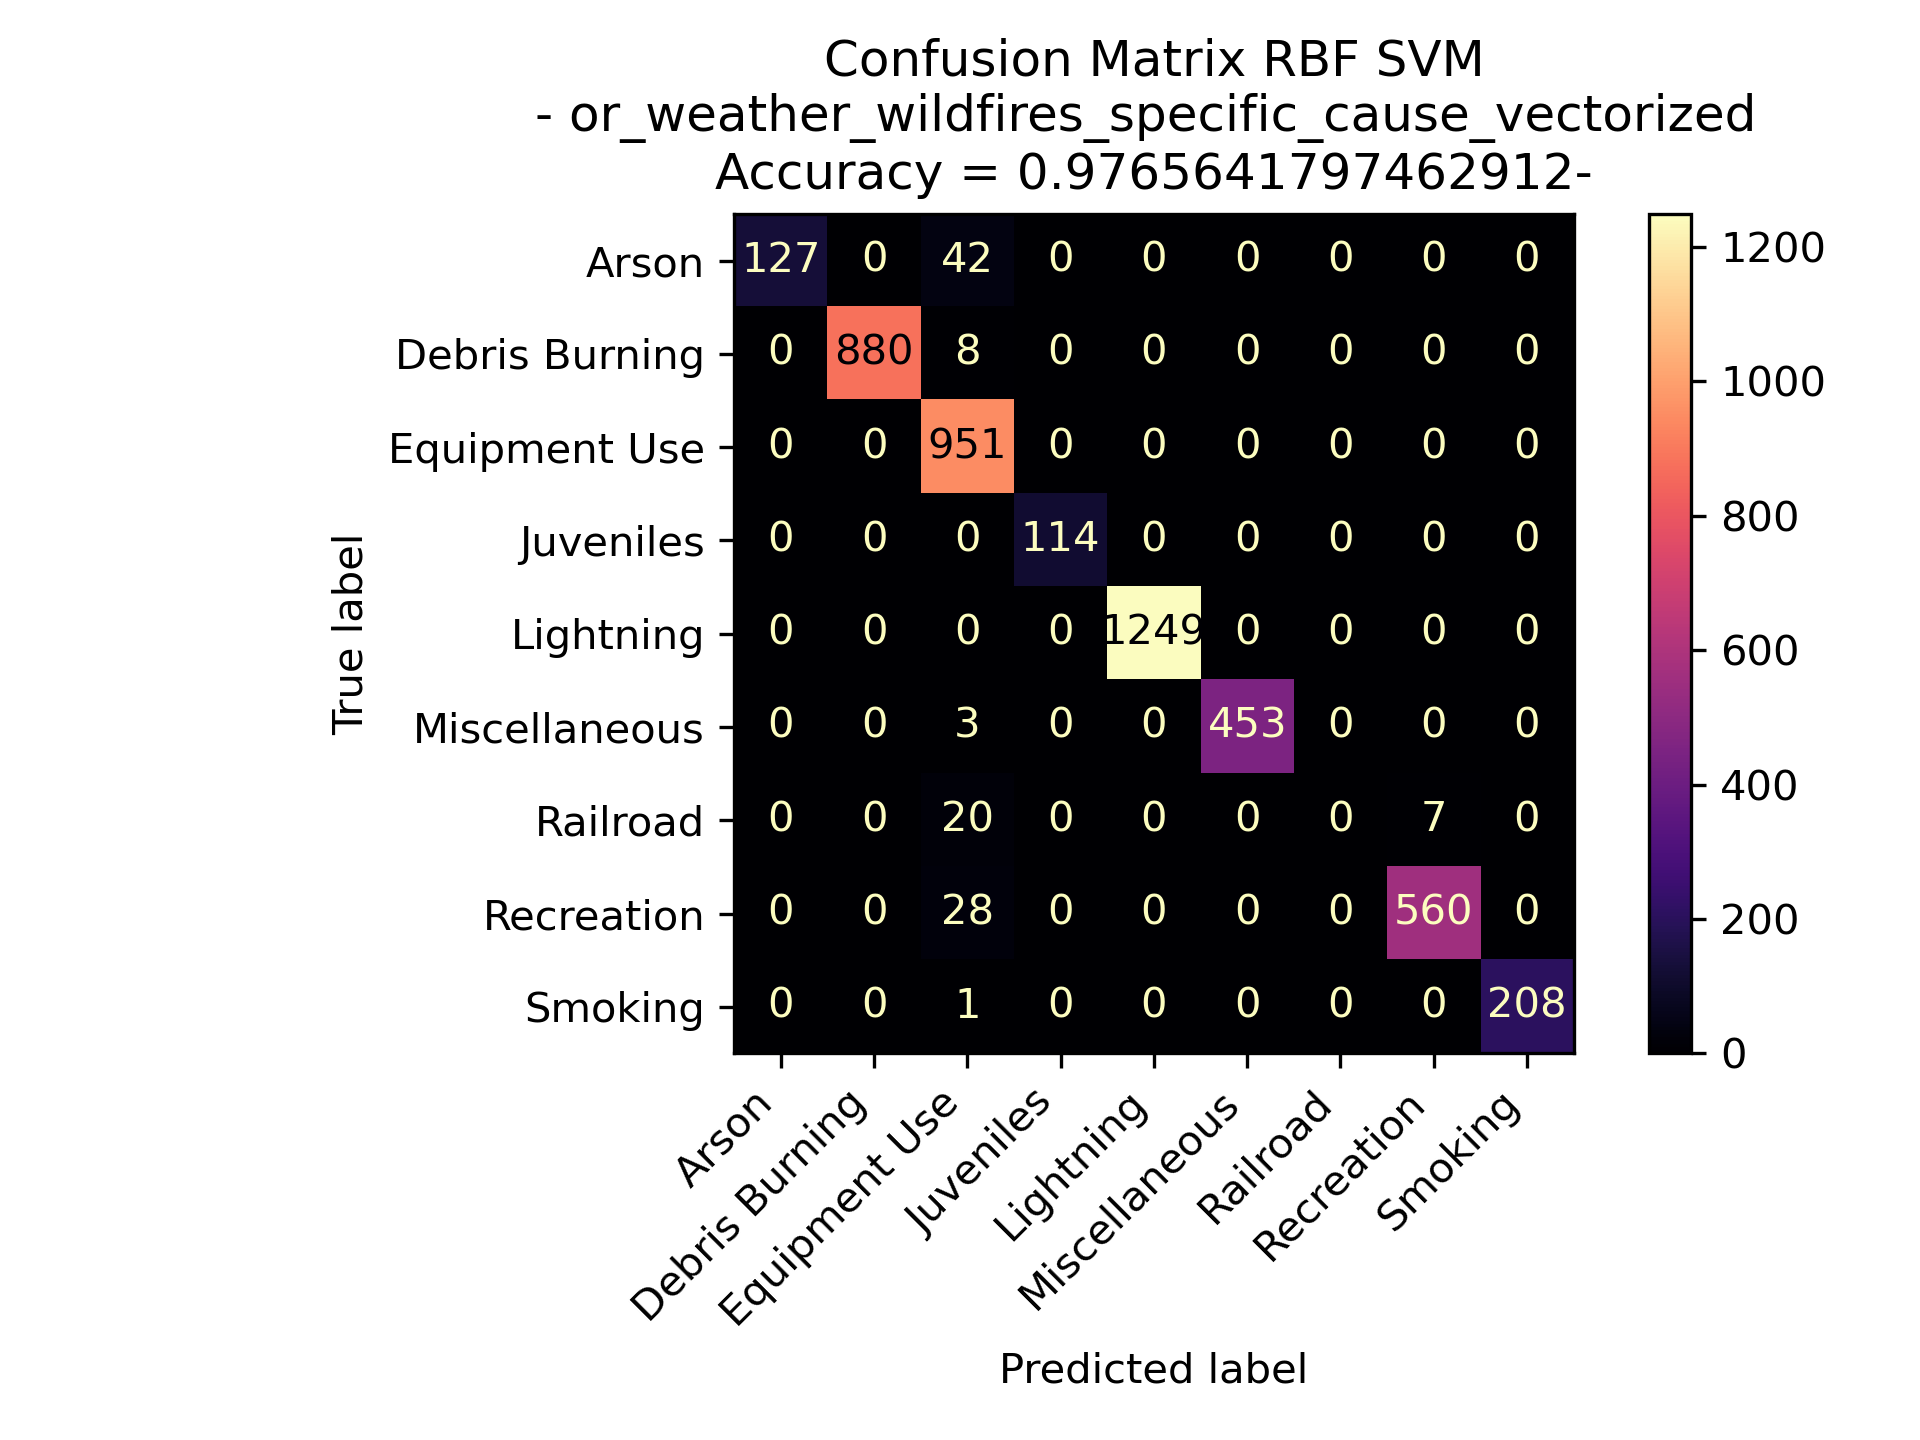 Confusion Matrix RBF SVM
- or_weather_wildfires_specific_cause_vectorized
Accuracy = 0.9765641797462912-
True label
Arson 127 0 42 0 0 0 0 0 0
Debris Burning 0 880 8 0 0 0 0 0 0
Equipment Use 0 0 951 0 0 0 0 0 0
Juveniles 0 0 0 114 0 0 0 0 0
Lightning 0 0 0 0 1249 0 0 0 0
Miscellaneous 0 0 3 0 0 453 0 0 0
Railroad 0 0 20 0 0 0 0 7 0
Recreation 0 0 28 0 0 0 0 560 0
Smoking 0 0 1 0 0 0 0 0 208
Arson
Debris Burning
Equipment Use
Juveniles
Lightning
Miscellaneous
Railroad
Recreation
Smoking
Predicted label
1200
1000
800
600
400
200
0